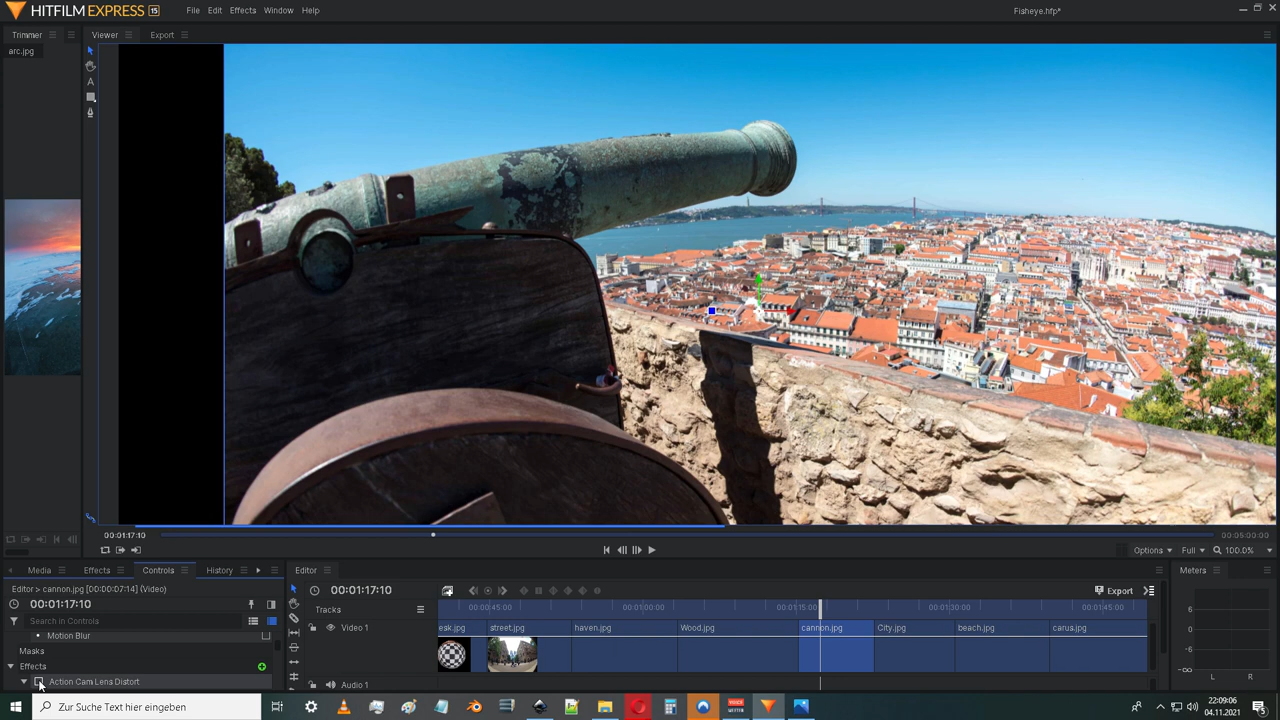 HITFILM EXPRESS 15
File Edit Effects Window Help
Fisheye.hfp*
Trimmer
Viewer Export
arc.jpg
A
00:01:17:10
00:05:00:00
Options Full 100.0%
Media Effects Controls History
Editor
Meters
Editor > cannon.jpg [00:00:07:14] (Video)
00:01:17:10
00:01:17:10
Export
Search in Controls
Tracks
00:00:45:00 00:01:00:00 00:01:15:00 00:01:30:00 00:01:45:00
Motion Blur
Video 1
esk.jpg street.jpg haven.jpg Wood.jpg cannon.jpg City.jpg beach.jpg carus.jpg
Masks
Effects
Action Cam Lens Distort
Audio 1
6
0
-6
-∞
L R
Zur Suche Text hier eingeben
22:09:06
04.11.2021